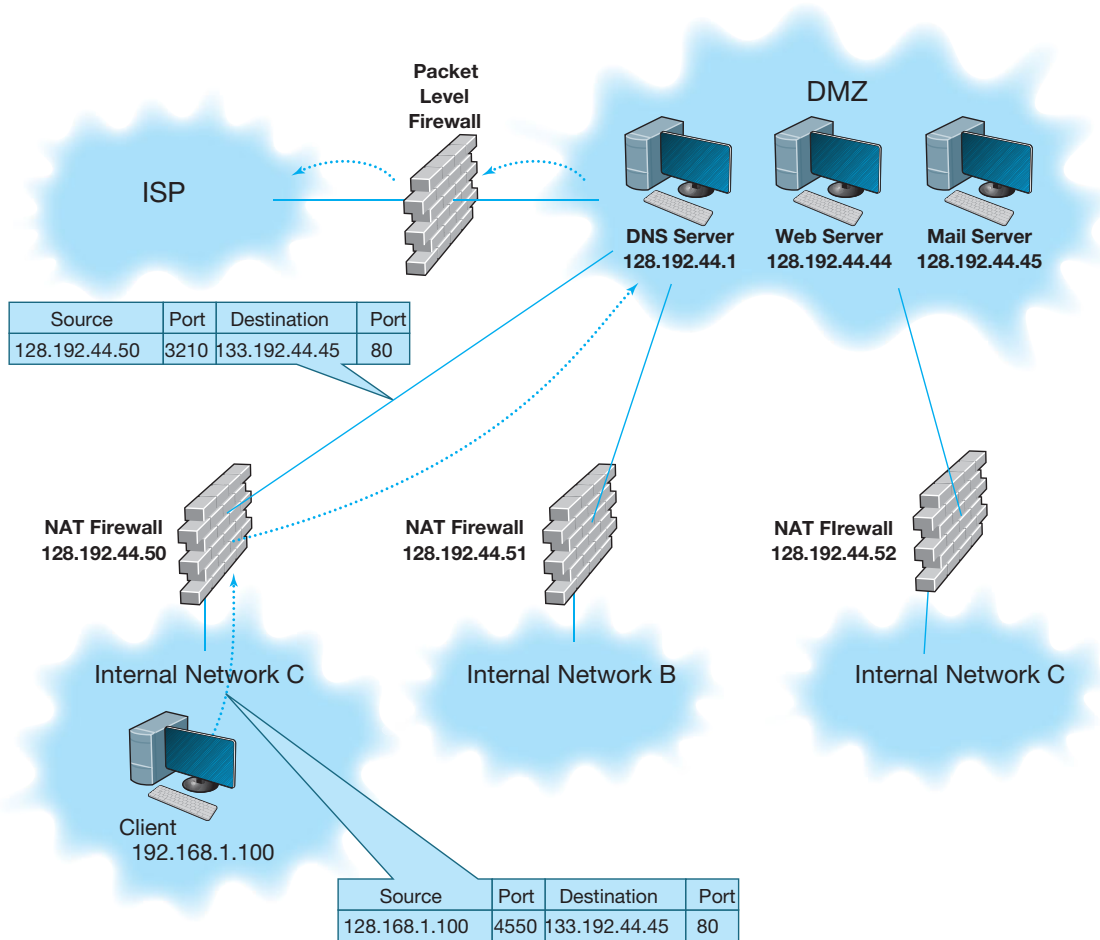 Packet
Level
Firewall
DMZ
ISP
DNS Server
128.192.44.1
Web Server
128.192.44.44
Mail Server
128.192.44.45
Source Port Destination Port
128.192.44.50 3210 133.192.44.45 80
NAT Firewall
128.192.44.50
NAT Firewall
128.192.44.51
NAT FIrewall
128.192.44.52
Internal Network C
Internal Network B
Internal Network C
Client
192.168.1.100
Source Port Destination Port
128.168.1.100 4550 133.192.44.45 80